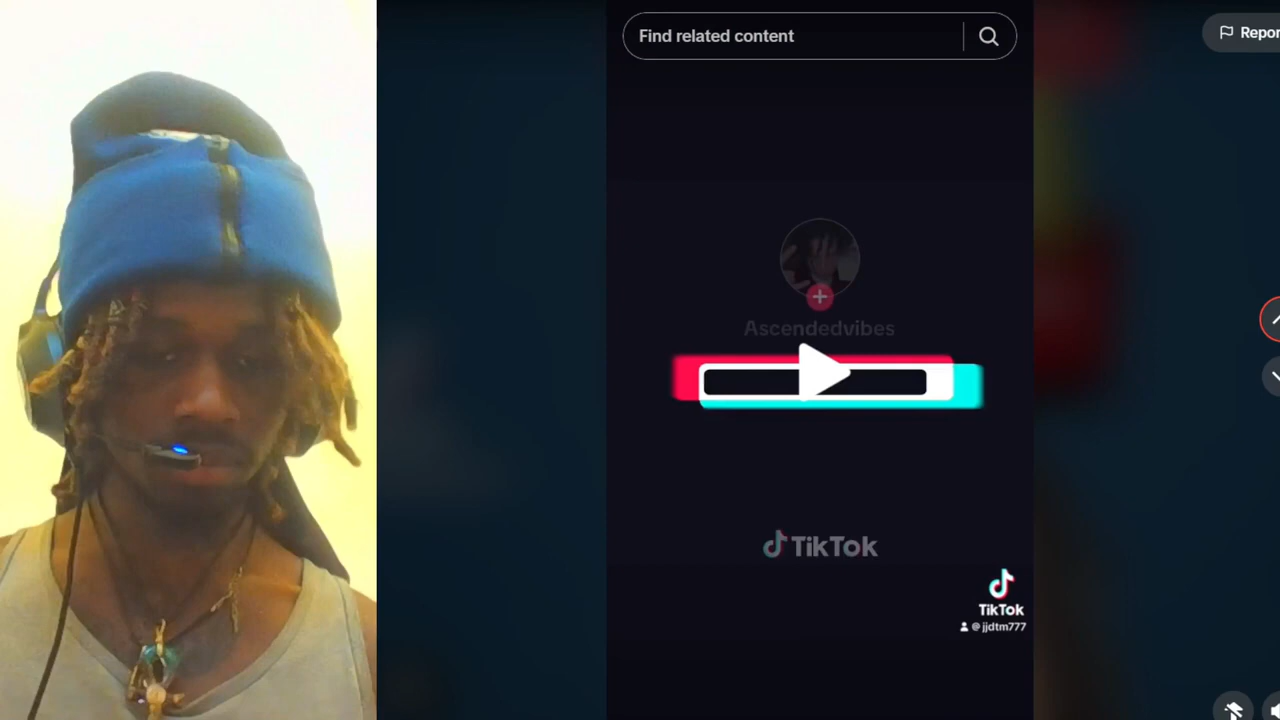 Find related content
Repor
Ascendedvibes
TikTok
TikTok
@jjdtm777